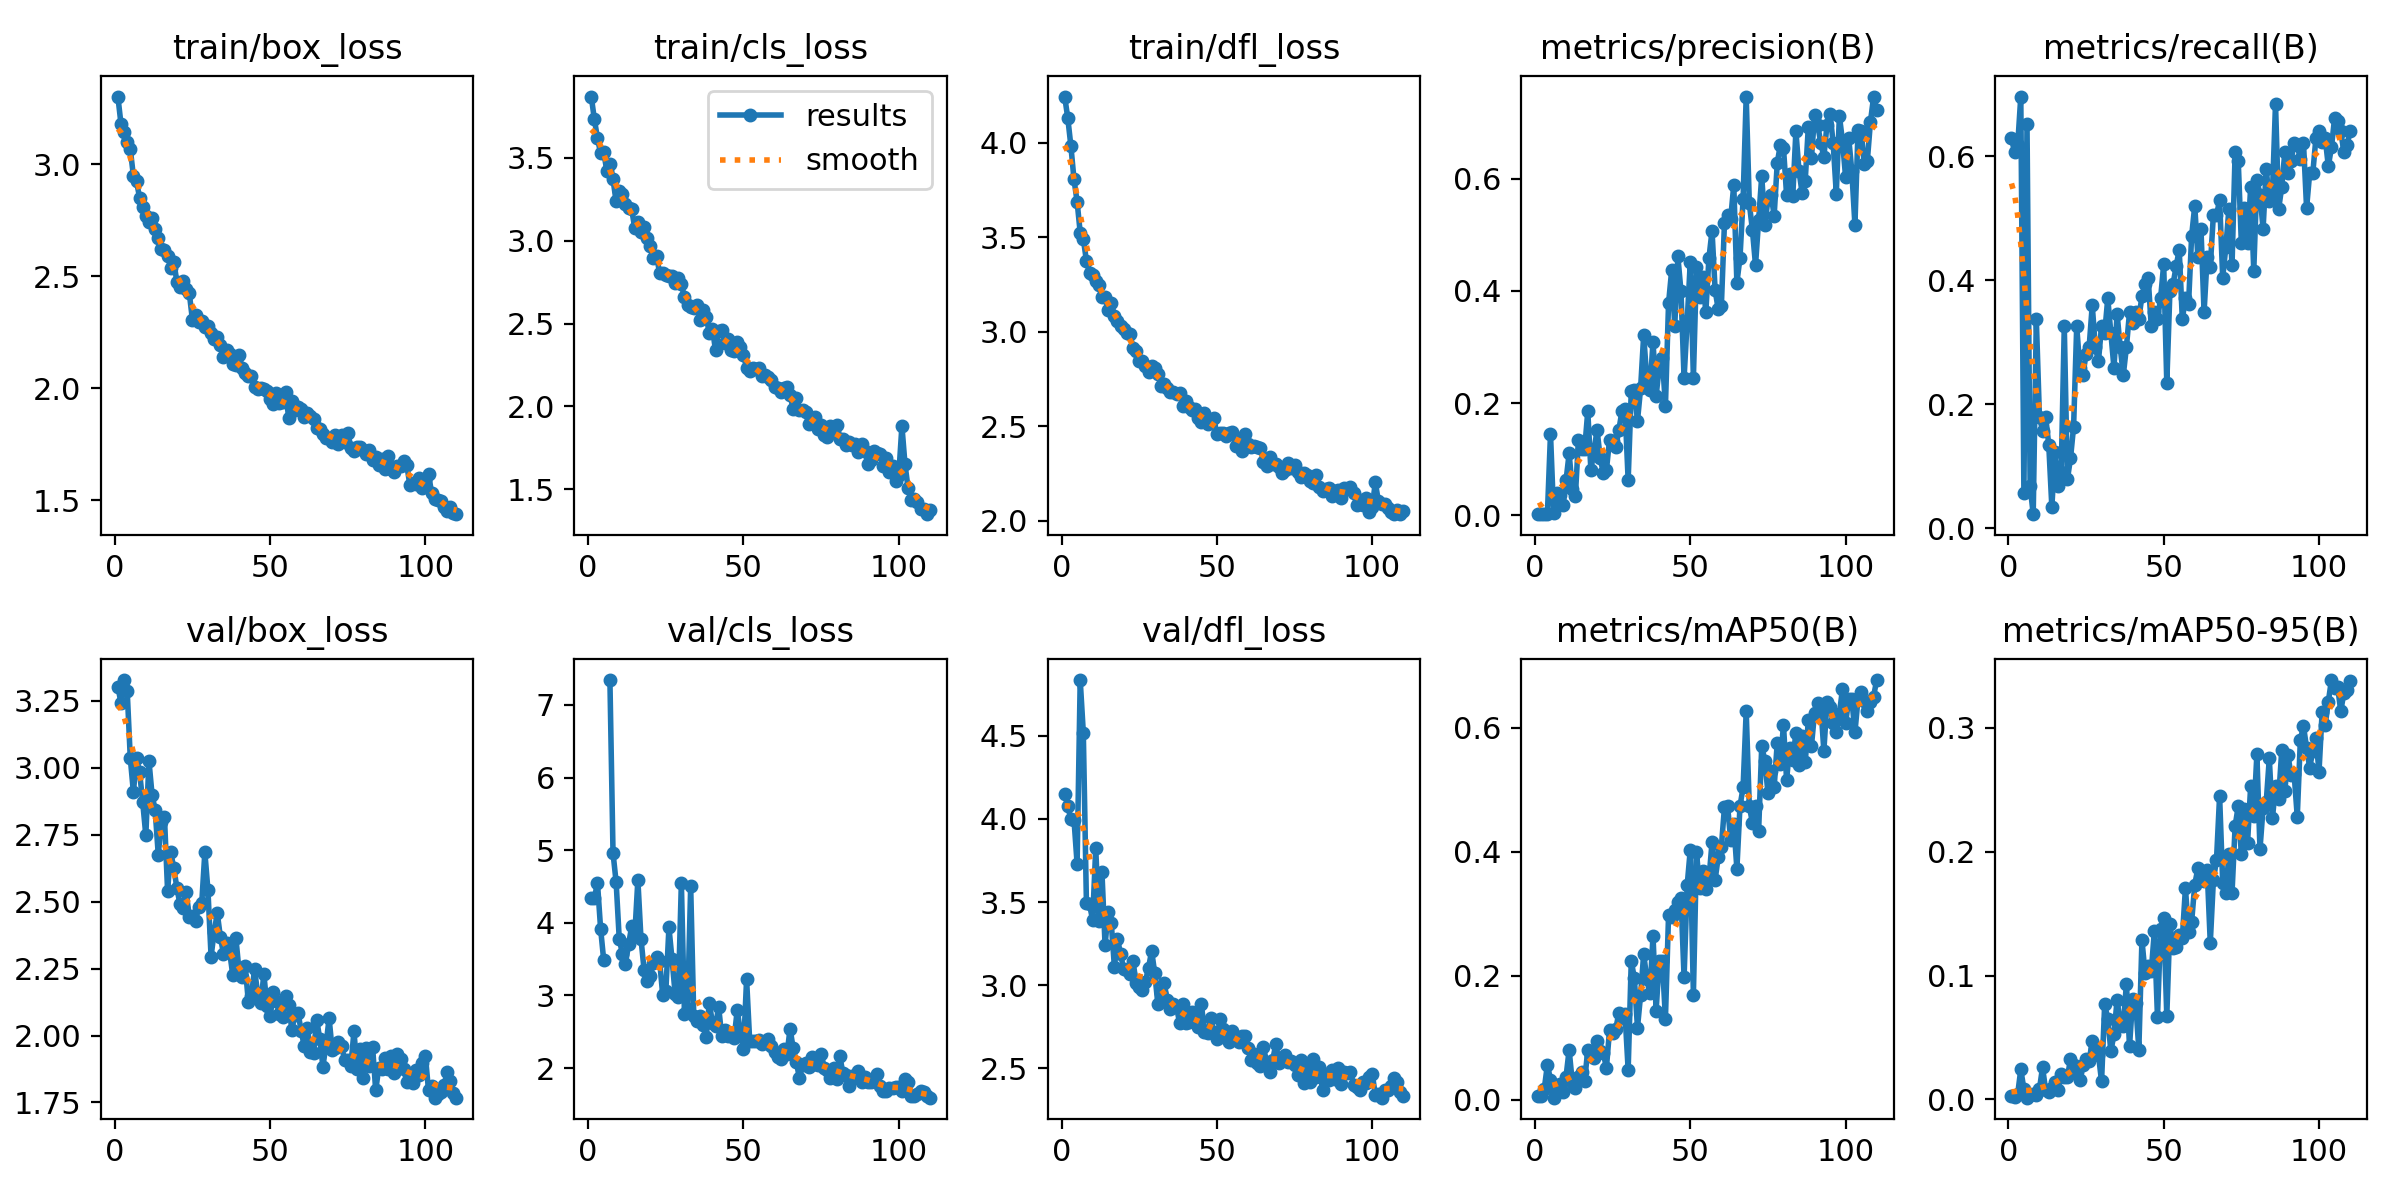 train/box_loss
3.0
2.5
2.0
1.5
0 50 100
train/cls_loss
results
smooth
3.5
3.0
2.5
2.0
1.5
0 50 100
train/dfl_loss
4.0
3.5
3.0
2.5
2.0
0 50 100
metrics/precision(B)
0.6
0.4
0.2
0.0
0 50 100
metrics/recall(B)
0.6
0.4
0.2
0.0
0 50 100
val/box_loss
3.25
3.00
2.75
2.50
2.25
2.00
1.75
0 50 100
val/cls_loss
7
6
5
4
3
2
0 50 100
val/dfl_loss
4.5
4.0
3.5
3.0
2.5
0 50 100
metrics/mAP50(B)
0.6
0.4
0.2
0.0
0 50 100
metrics/mAP50-95(B)
0.3
0.2
0.1
0.0
0 50 100